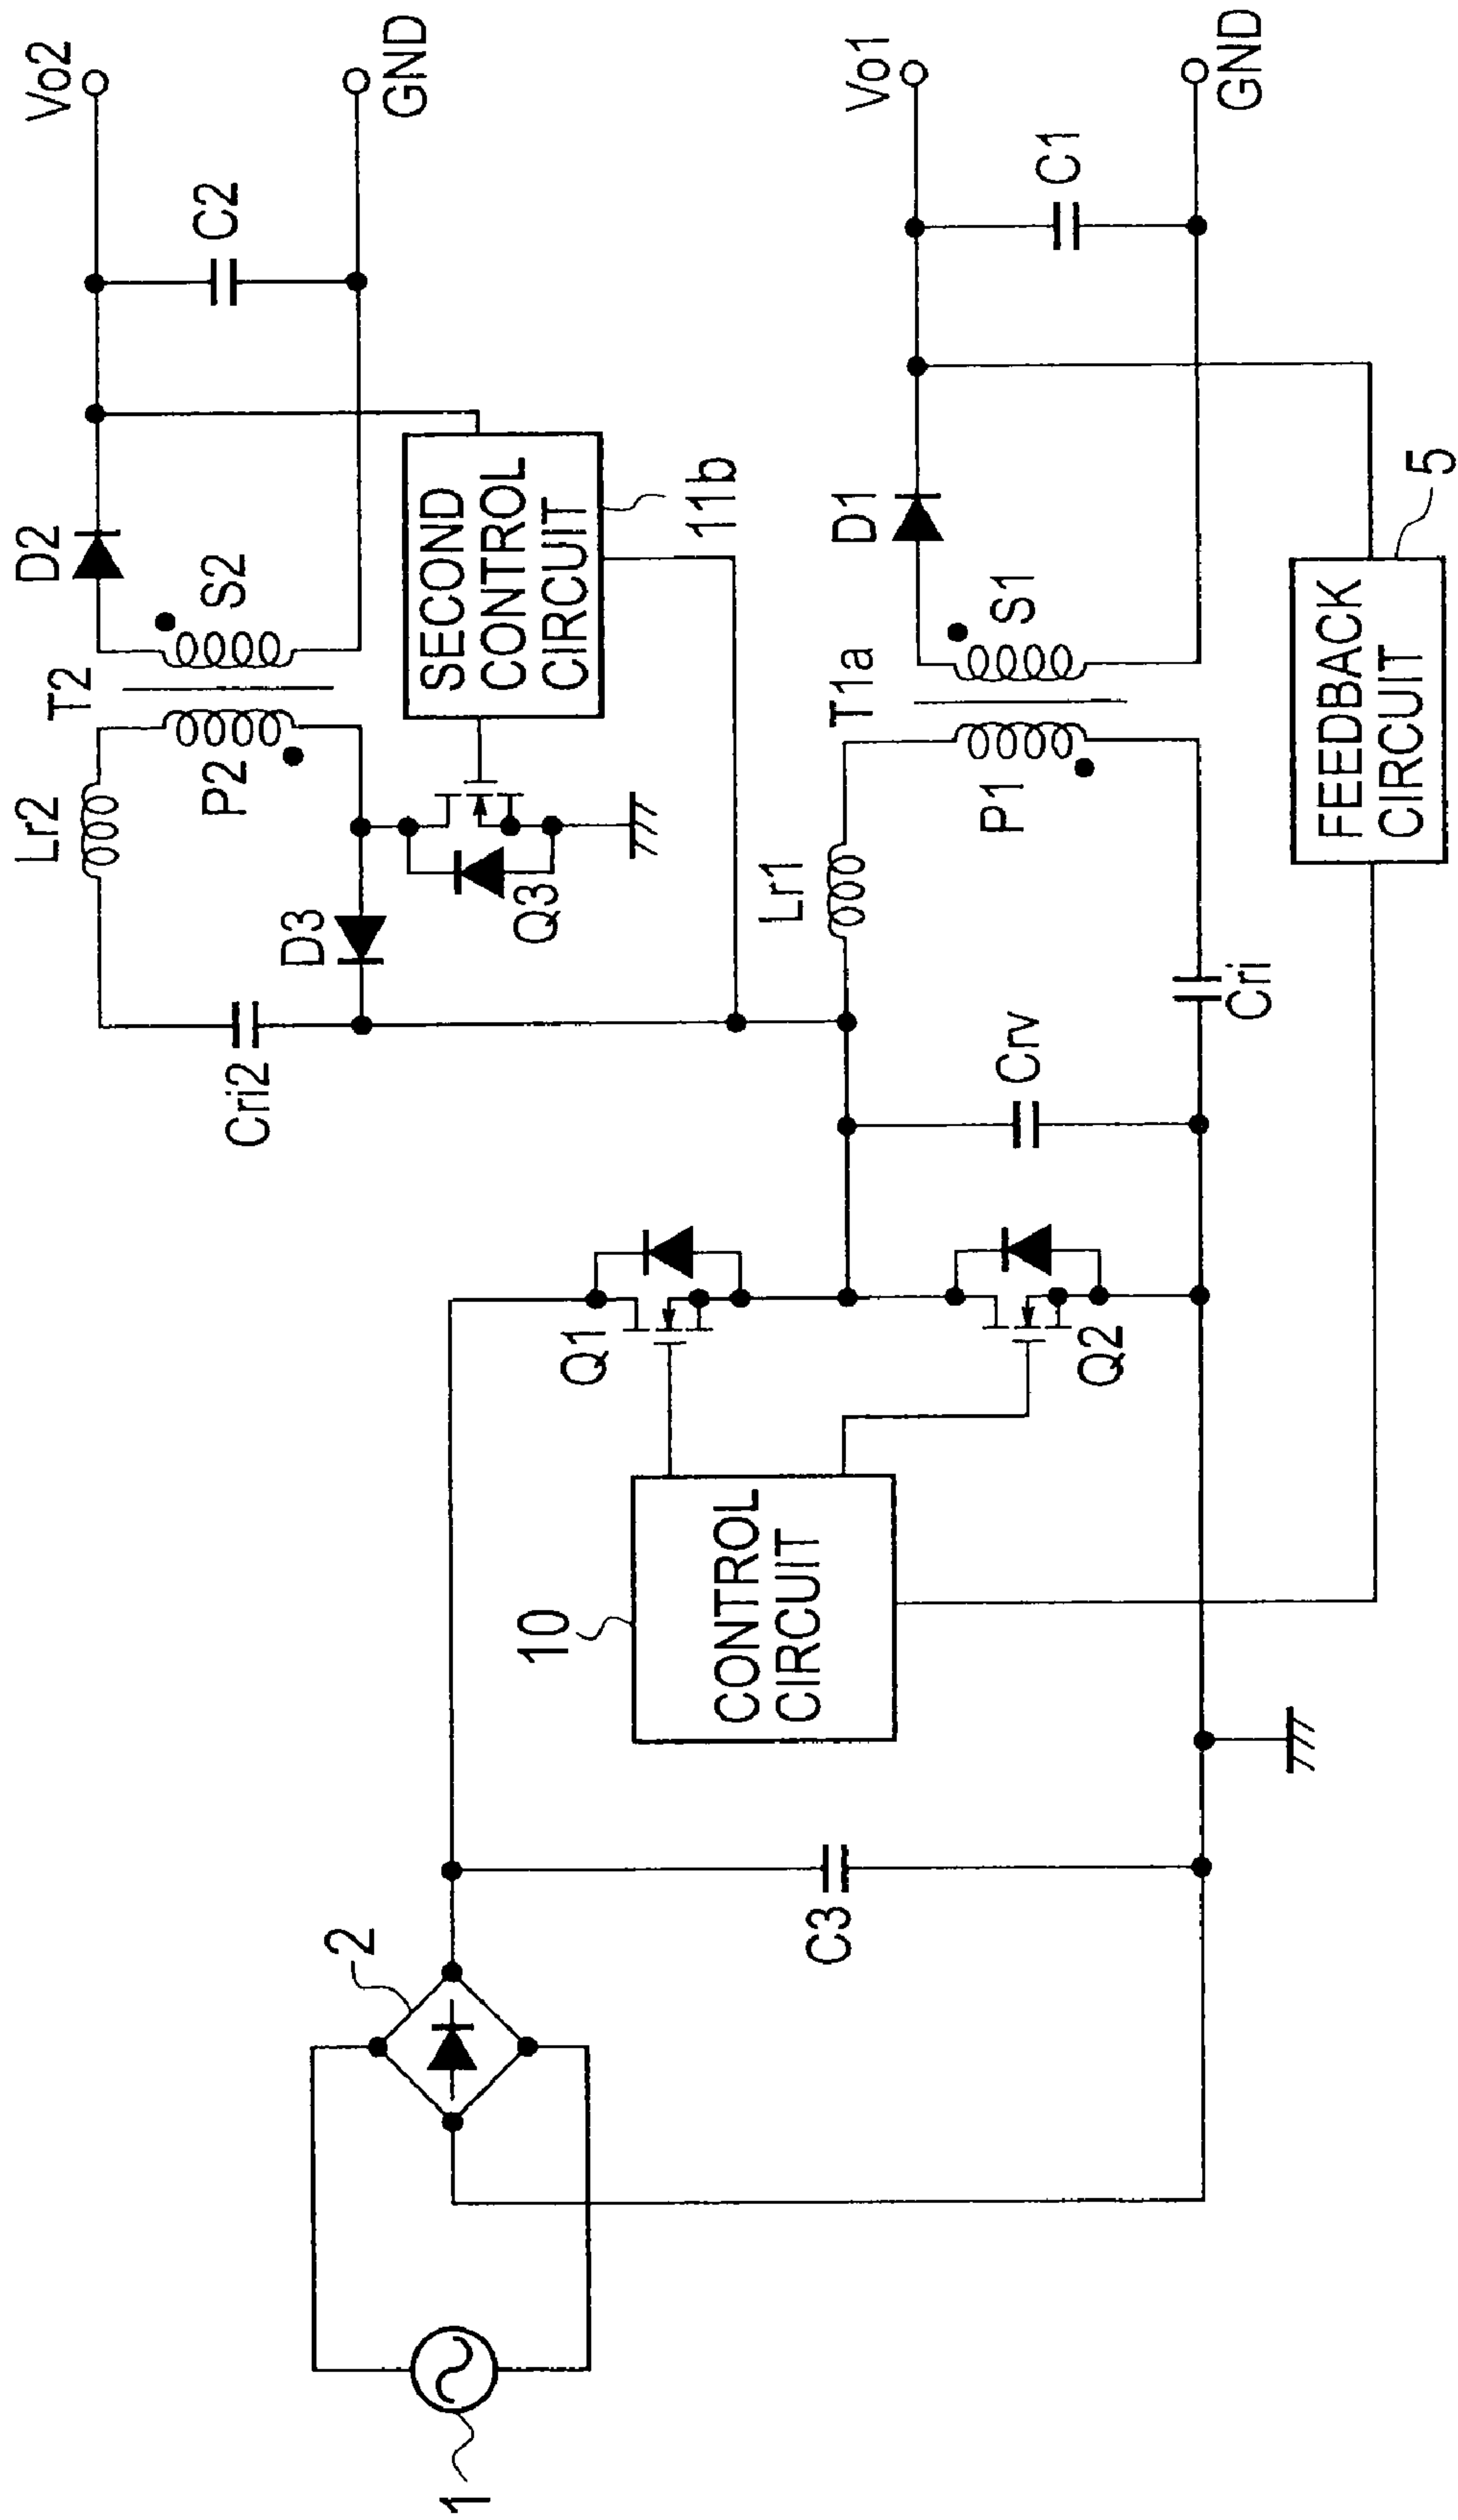 Vo2
GND
C2
D2
S2
T2
P2
Lr2
SECOND
CONTROL
CIRCUIT
11b
Q3
D3
Cri2
Vo1
GND
C1
D1
S1
T1a
P1
Lr1
Cri
Crv
5
FEEDBACK
CIRCUIT
Q1
Q2
10
CONTROL
CIRCUIT
C3
2
1